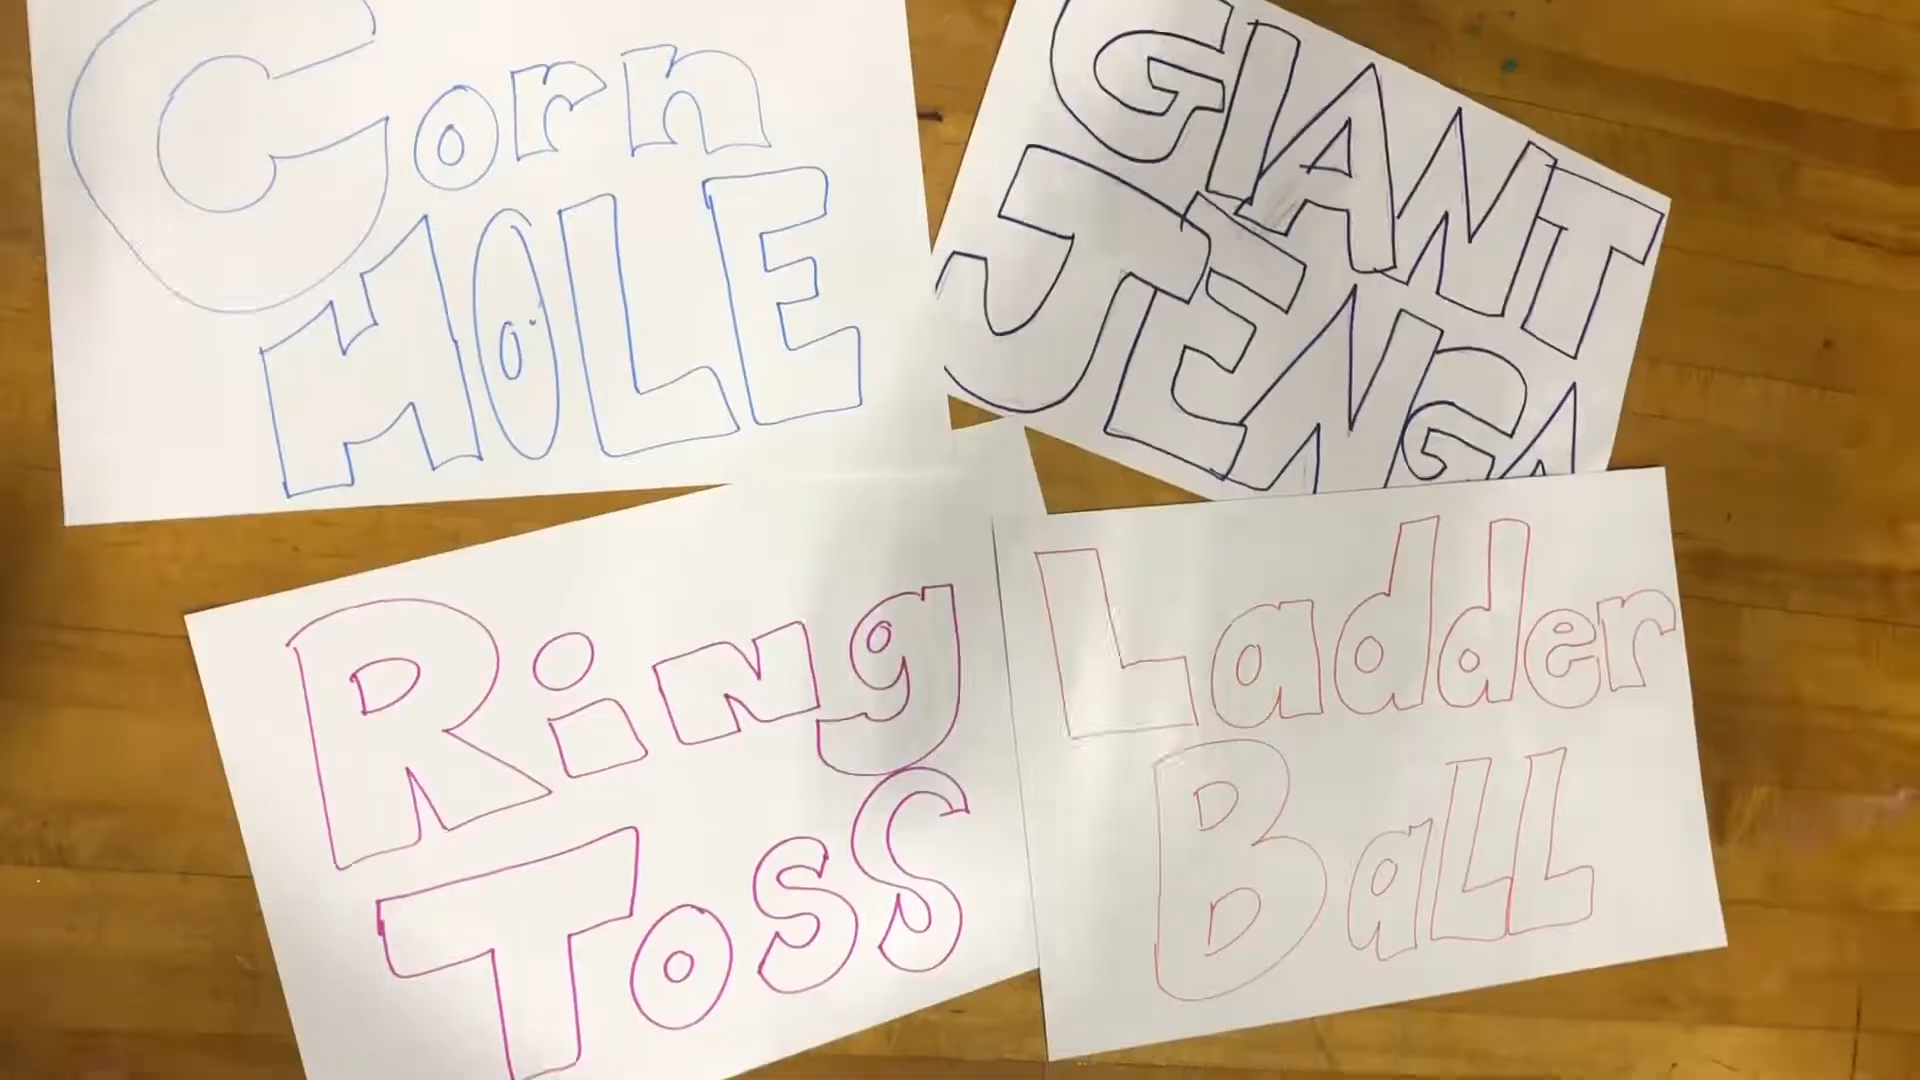 Corn
HOLE
GIANT
JENGA
Ring
Toss
Ladder
BaLL